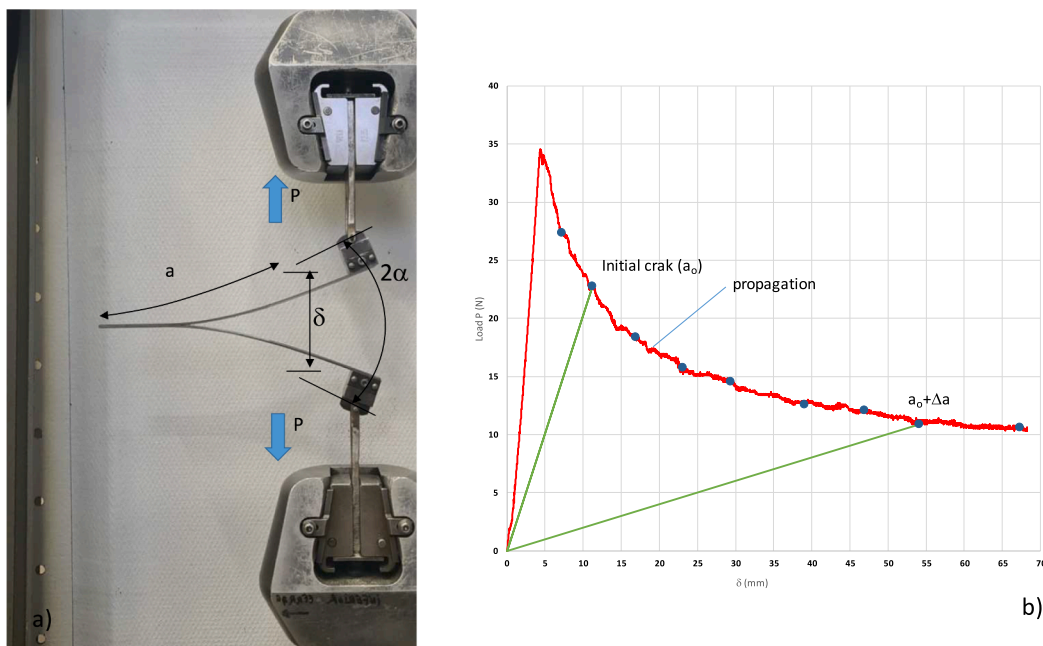 P
a
2α
δ
P
a)
40
35
30
25
20
15
10
5
0
Load P (N)
Initial crak (aₒ)
propagation
aₒ+Δa
0 5 10 15 20 25 30 35 40 45 50 55 60 65 70
δ (mm)
b)